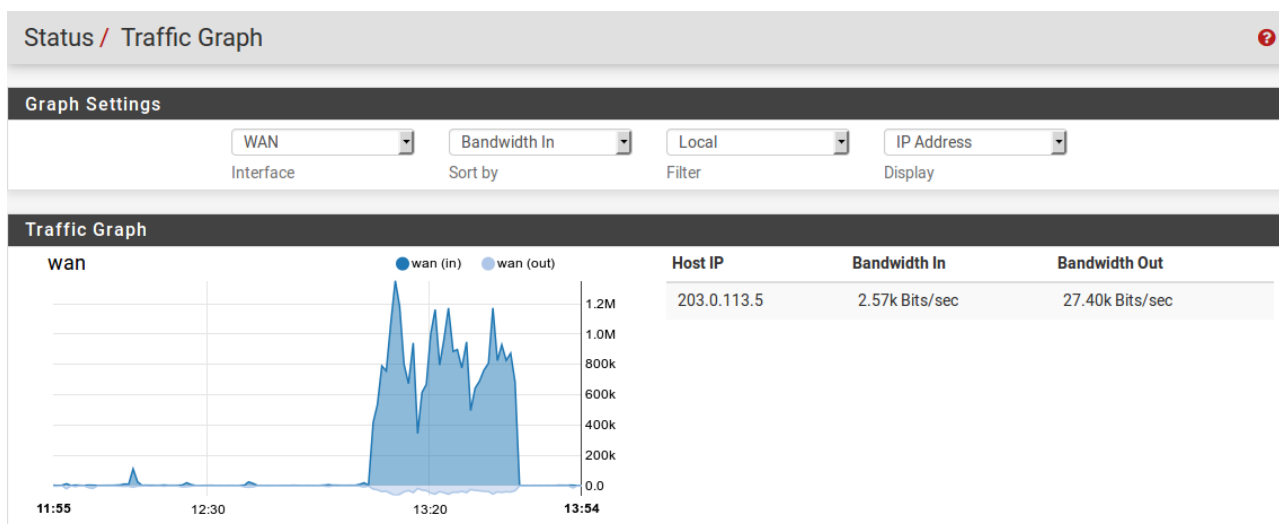 Status / Traffic Graph
Graph Settings
WAN Bandwidth In Local IP Address
Interface Sort by Filter Display
Traffic Graph
wan wan (in) wan (out)
1.2M
1.0M
800k
600k
400k
200k
0.0
11:55 12:30 13:20 13:54
Host IP Bandwidth In Bandwidth Out
203.0.113.5 2.57k Bits/sec 27.40k Bits/sec